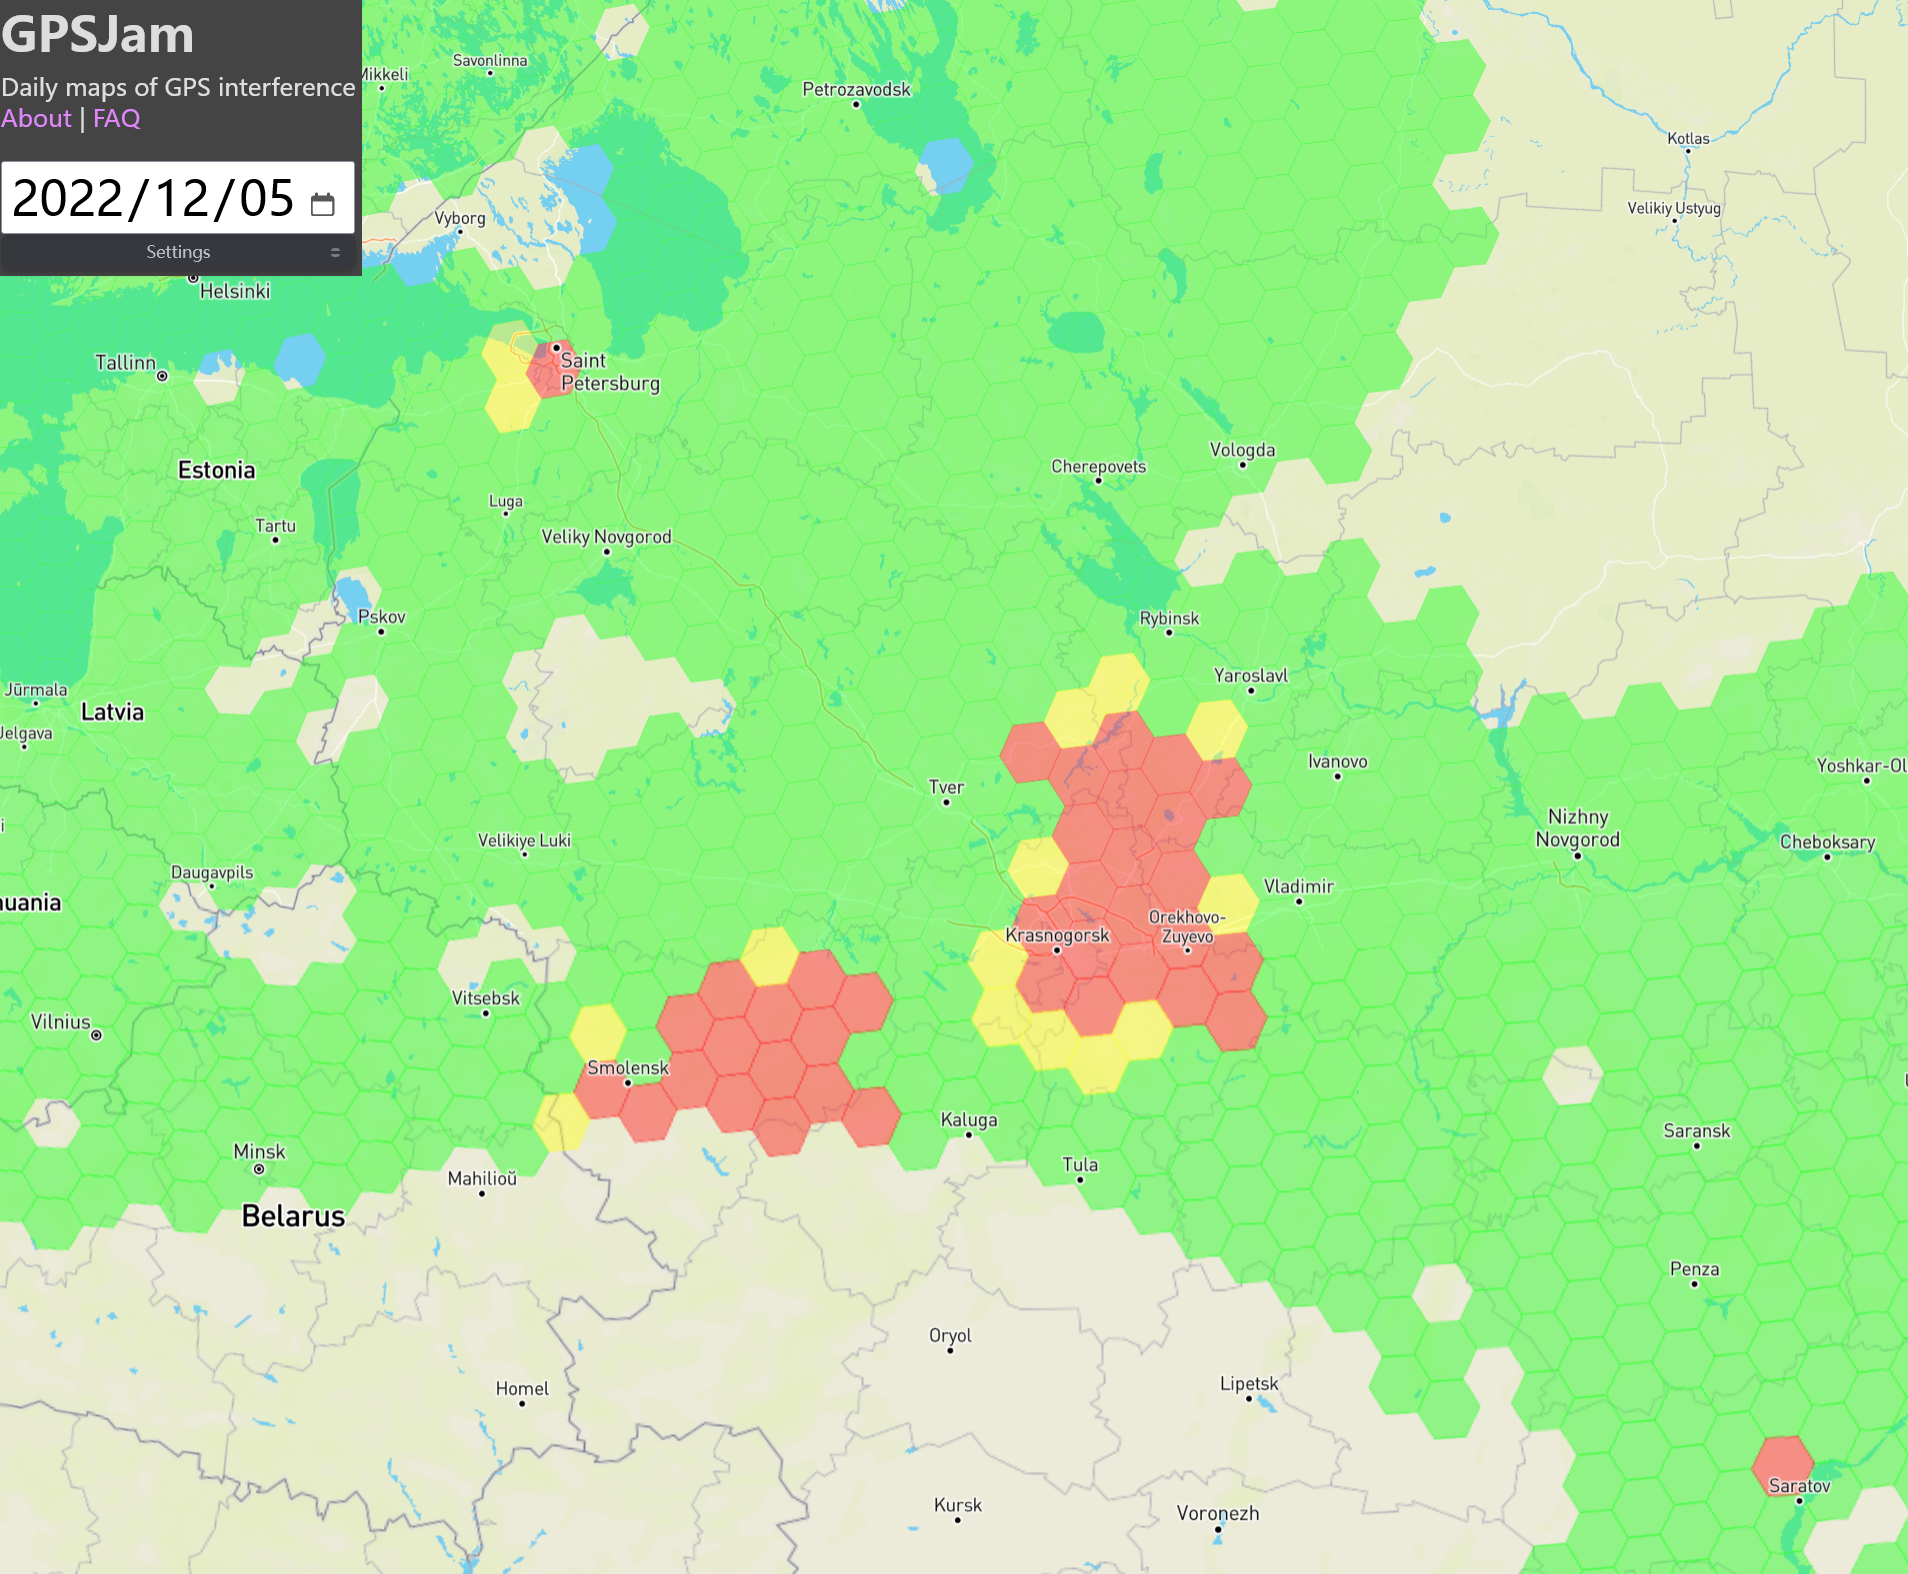 GPSJam
Daily maps of GPS interference
About | FAQ
2022/12/05
Settings
Mikkeli
Savonlinna
Petrozavodsk
Kotlas
Vyborg
Velikiy Ustyug
Helsinki
Tallinn
Saint
Petersburg
Estonia
Vologda
Cherepovets
Luga
Tartu
Veliky Novgorod
Pskov
Rybinsk
Jūrmala
Yaroslavl
Latvia
Jelgava
Ivanovo
Yoshkar-Ol
Tver
Nizhny
Novgorod
Velikiye Luki
Cheboksary
Daugavpils
Vladimir
huania
Orekhovo-
Zuyevo
Krasnogorsk
Vitsebsk
Vilnius
Smolensk
Kaluga
Saransk
Minsk
Tula
Mahilioŭ
Belarus
Penza
Oryol
Lipetsk
Homel
Saratov
Kursk
Voronezh